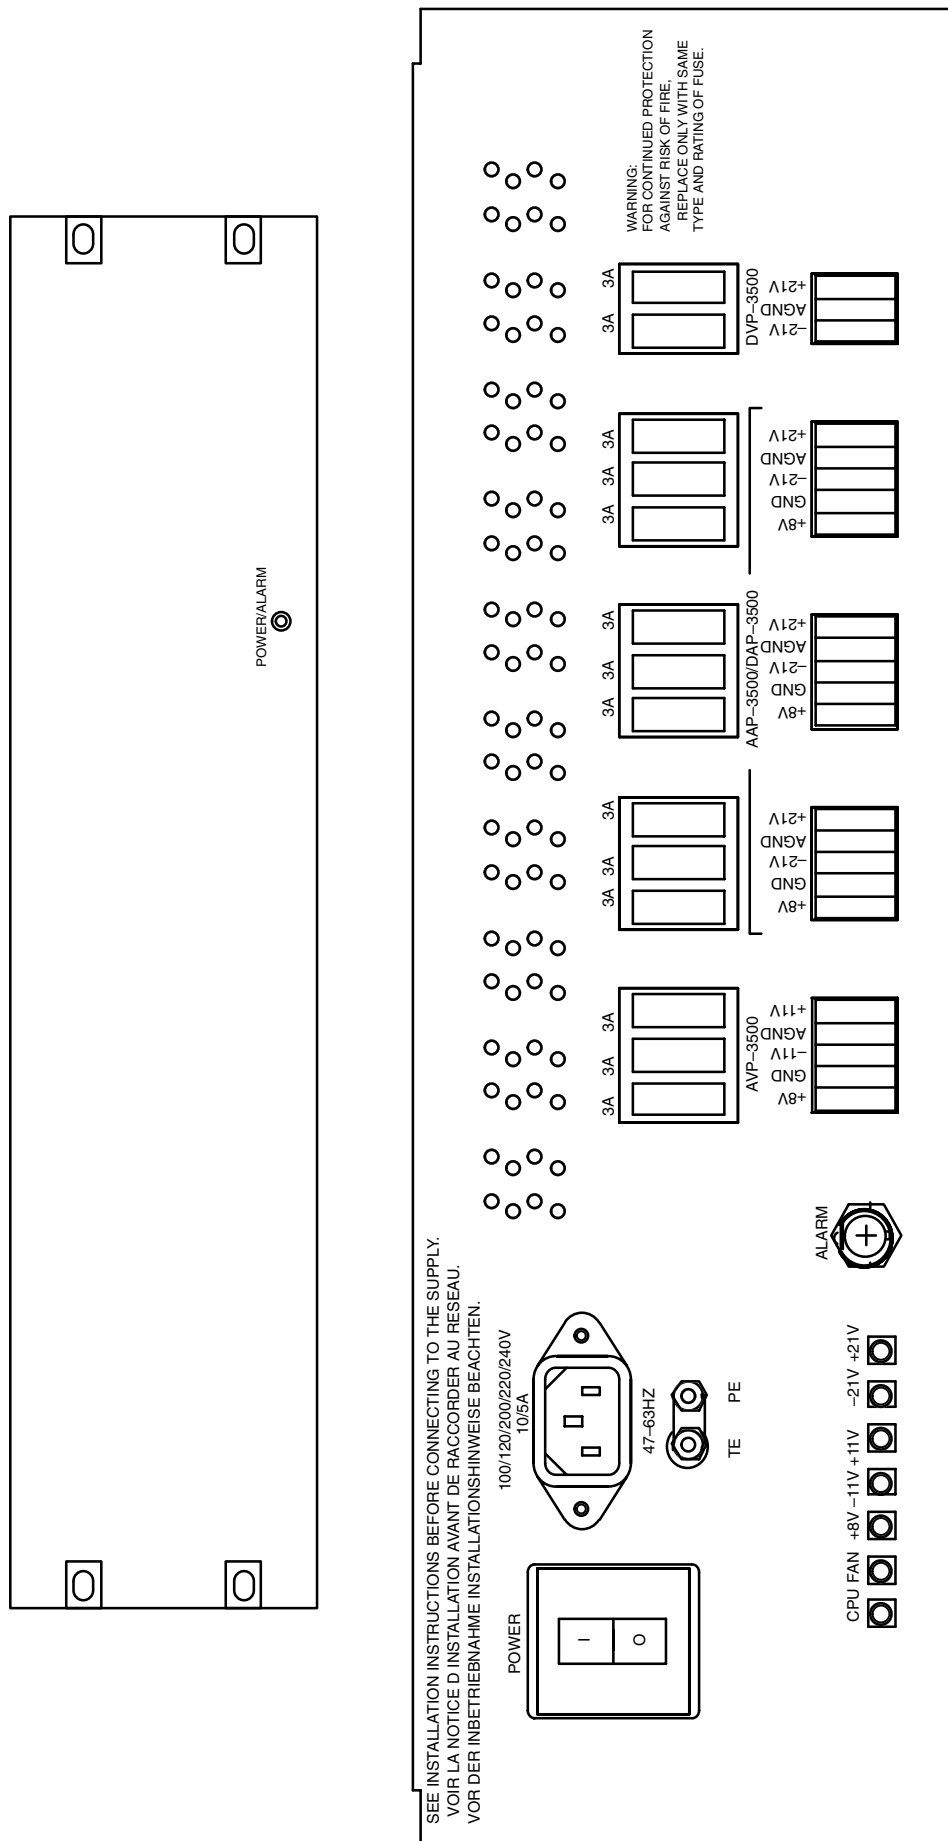 POWER/ALARM
SEE INSTALLATION INSTRUCTIONS BEFORE CONNECTING TO THE SUPPLY.
VOIR LA NOTICE D INSTALLATION AVANT DE RACCORDER AU RESEAU.
VOR DER INBETRIEBNAHME INSTALLATIONSHINWEISE BEACHTEN.
POWER
I
O
100/120/200/220/240V
10/5A
47–63HZ
TE
PE
CPU FAN +8V –11V +11V –21V +21V
ALARM
3A 3A 3A
AVP–3500
+8V GND –11V AGND +11V
3A 3A 3A
+8V GND –21V AGND +21V
3A 3A 3A
AAP–3500/DAP–3500
+8V GND –21V AGND +21V
3A 3A 3A
+8V GND –21V AGND +21V
3A 3A
DVP–3500
–21V AGND +21V
WARNING:
FOR CONTINUED PROTECTION
AGAINST RISK OF FIRE,
REPLACE ONLY WITH SAME
TYPE AND RATING OF FUSE.